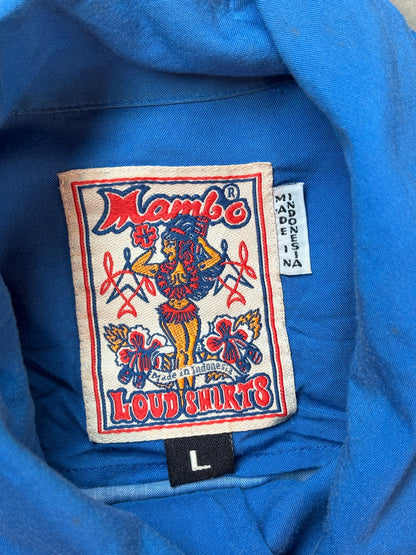 Mambo®
Made in Indonesia
LOUD SHIRTS
MADE IN
INDONESIA
L